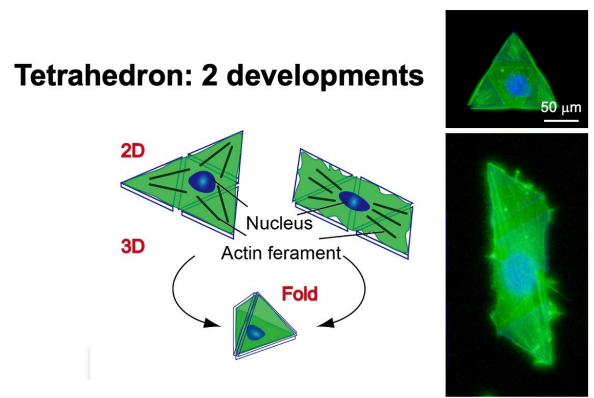 Tetrahedron: 2 developments
50 μm
2D
Nucleus
3D
Actin ferament
Fold